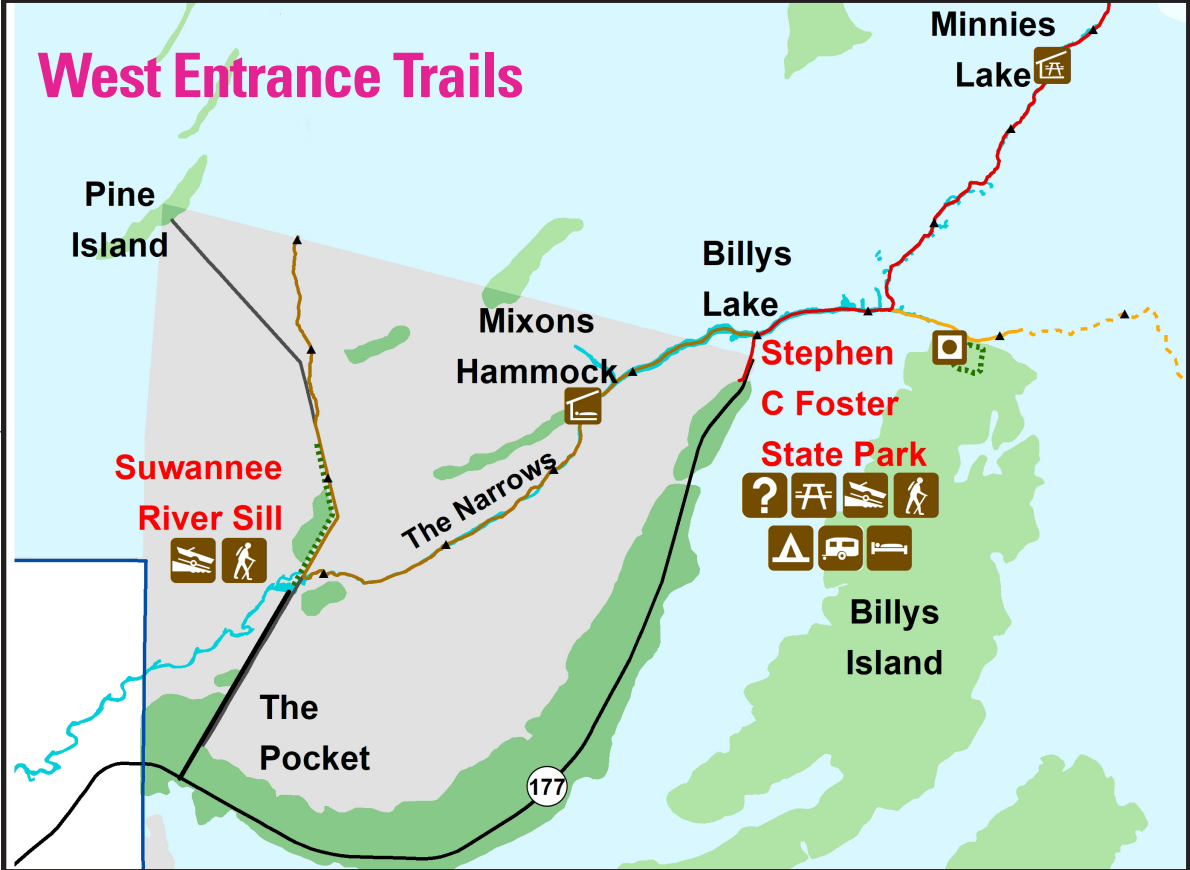 West Entrance Trails
Minnies
Lake
Pine
Island
Billys
Lake
Mixons
Hammock
Stephen
C Foster
State Park
Suwannee
River Sill
The Narrows
?
Billys
Island
The
Pocket
177